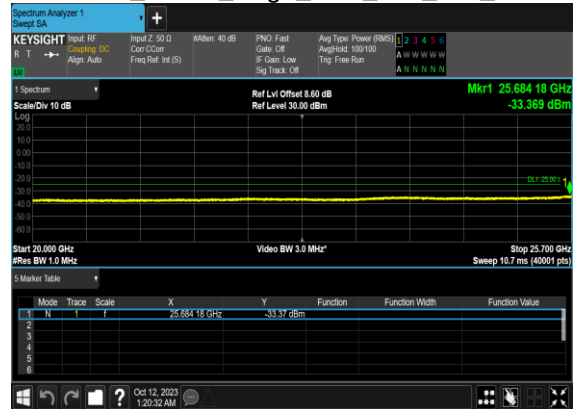 Spectrum Analyzer 1
Swept SA
+
KEYSIGHT Input: RF Input Z: 50 Ω #Atten: 40 dB PNO: Fast Avg Type: Power (RMS) 1 2 3 4 5 6
R T Coupling: DC Corr CCorr Gate: Off Avg|Hold: 100/100 A W W W W W
Align: Auto Freq Ref: Int (S) IF Gain: Low Trig: Free Run
LXI Sig Track: Off A N N N N N
1 Spectrum Ref Lvl Offset 8.60 dB Mkr1 25.684 18 GHz
Scale/Div 10 dB Ref Level 30.00 dBm -33.369 dBm
Log
20.0
10.0
0.00
-10.0
-20.0
DL1 -25.00 1
-30.0
-40.0
-50.0
-60.0
Start 20.000 GHz Video BW 3.0 MHz* Stop 25.700 GHz
#Res BW 1.0 MHz Sweep 10.7 ms (40001 pts)
5 Marker Table
Mode Trace Scale X Y Function Function Width Function Value
1 N 1 f 25.684 18 GHz -33.37 dBm
2
3
4
5
6
? Oct 12, 2023
1:20:32 AM